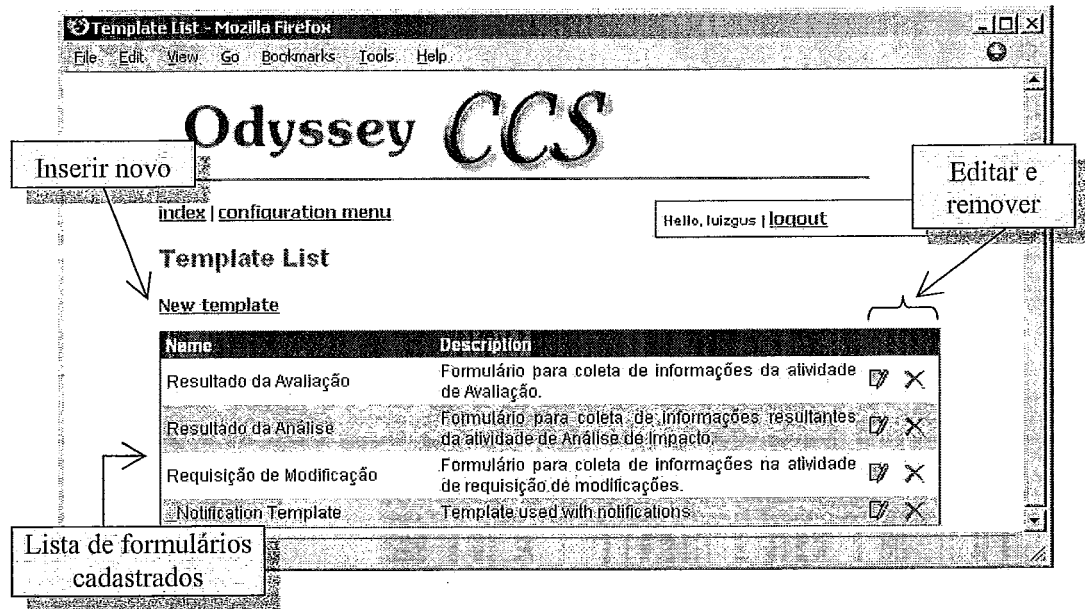 Template List - Mozilla Firefox
File Edit View Go Bookmarks Tools Help
Odyssey CCS
Inserir novo
Editar e
remover
index | configuration menu
Hello, luizgus | logout
Template List
New template
Name Description
Resultado da Avaliação
Formulário para coleta de informações da atividade
de Avaliação.
Resultado da Análise
Formulário para coleta de informações resultantes
da atividade de Análise de Impacto.
Requisição de Modificação
Formulário para coleta de informações na atividade
de requisição de modificações.
_Notification Template
Template used with notifications
Lista de formulários
cadastrados